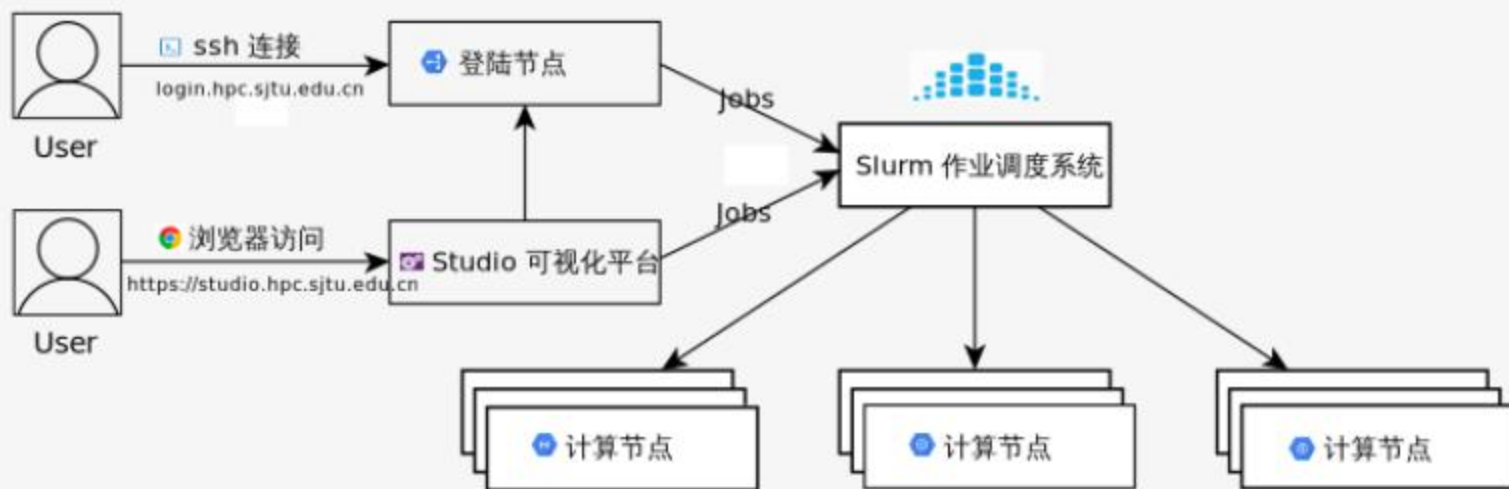 ssh 连接
login.hpc.sjtu.edu.cn
User
登陆节点
Jobs
Slurm 作业调度系统
浏览器访问
https://studio.hpc.sjtu.edu.cn
User
Studio 可视化平台
Jobs
计算节点
计算节点
计算节点